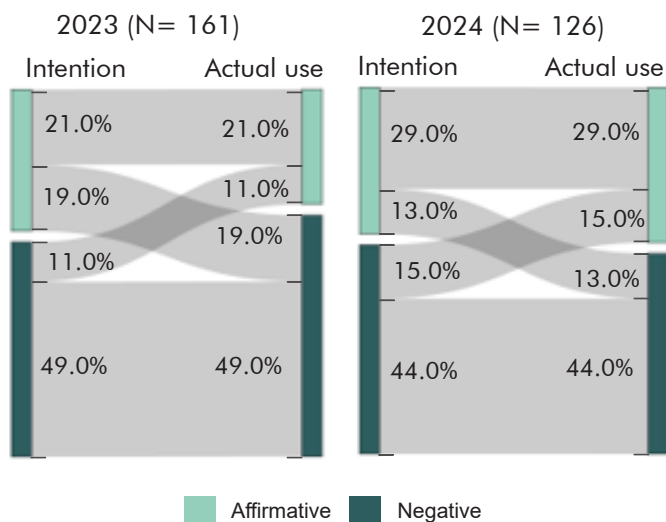 2023 (N= 161)
Intention Actual use
21.0% 21.0%
19.0% 11.0%
11.0% 19.0%
49.0% 49.0%
2024 (N= 126)
Intention Actual use
29.0% 29.0%
13.0% 15.0%
15.0% 13.0%
44.0% 44.0%
Affirmative Negative